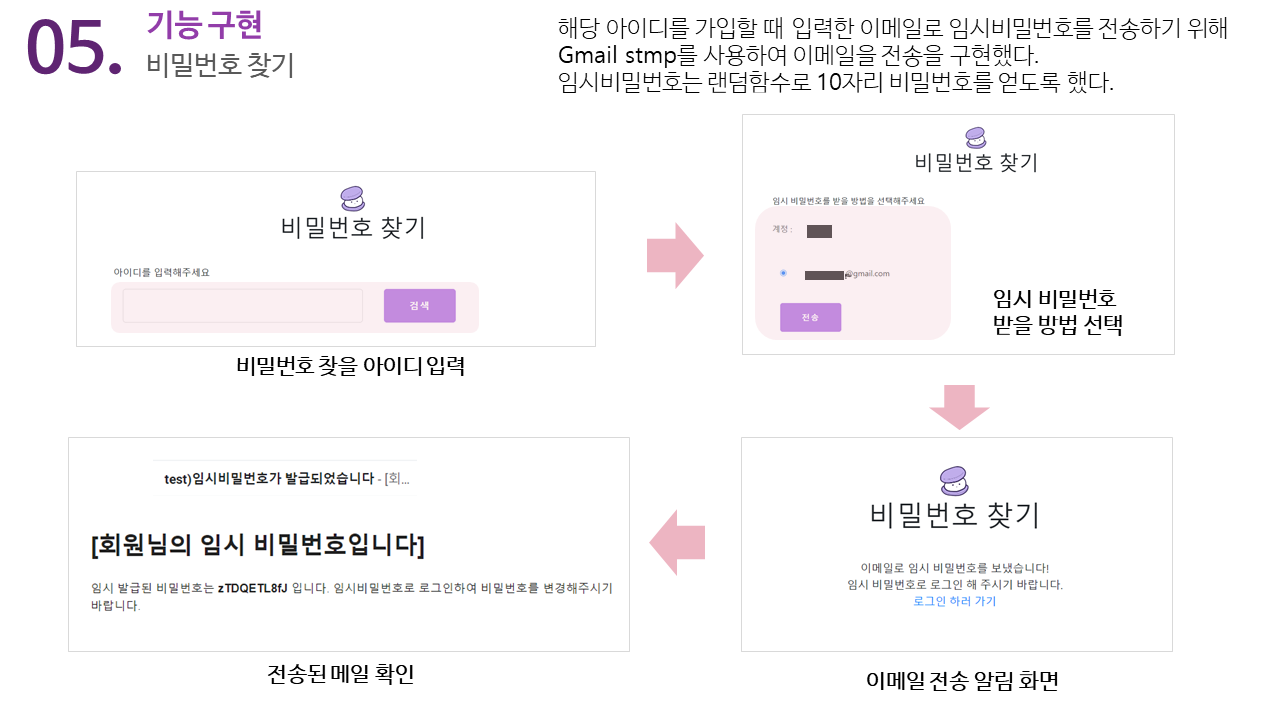 05.
기능 구현
비밀번호 찾기
해당 아이디를 가입할 때 입력한 이메일로 임시비밀번호를 전송하기 위해
Gmail stmp를 사용하여 이메일을 전송을 구현했다.
임시비밀번호는 랜덤함수로 10자리 비밀번호를 얻도록 했다.
비밀번호 찾기
아이디를 입력해주세요
검색
비밀번호 찾을 아이디 입력
비밀번호 찾기
임시 비밀번호를 받을 방법을 선택해주세요
계정 :
@gmail.com
전송
임시 비밀번호
받을 방법 선택
비밀번호 찾기
이메일로 임시 비밀번호를 보냈습니다!
임시 비밀번호로 로그인 해 주시기 바랍니다.
로그인 하러 가기
이메일 전송 알림 화면
test)임시비밀번호가 발급되었습니다 - [회...
[회원님의 임시 비밀번호입니다]
임시 발급된 비밀번호는 zTDQETL8fJ 입니다. 임시비밀번호로 로그인하여 비밀번호를 변경해주시기
바랍니다.
전송된 메일 확인